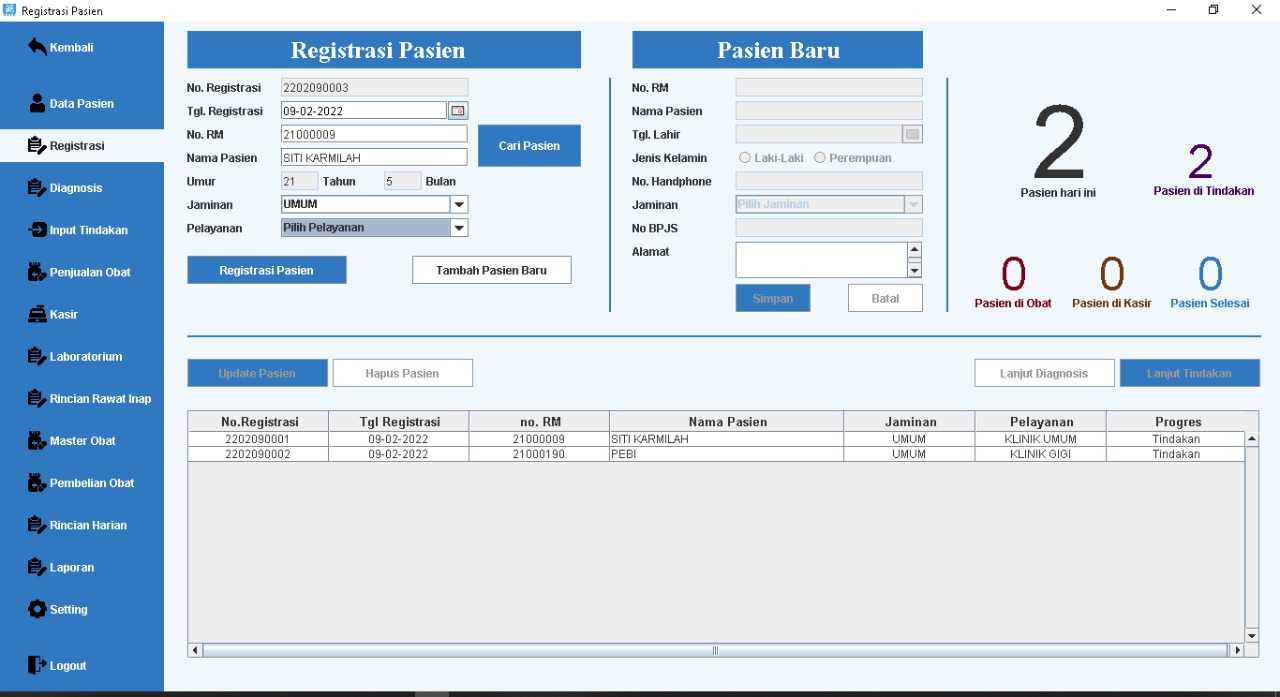 Registrasi Pasien
Kembali
Data Pasien
Registrasi
Diagnosis
Input Tindakan
Penjualan Obat
Kasir
Laboratorium
Rincian Rawat Inap
Master Obat
Pembelian Obat
Rincian Harian
Laporan
Setting
Logout
Registrasi Pasien
No. Registrasi 2202090003
Tgl. Registrasi 09-02-2022
No. RM 21000009
Nama Pasien SITI KARMILAH
Cari Pasien
Umur 21 Tahun 5 Bulan
Jaminan UMUM
Pelayanan Pilih Pelayanan
Registrasi Pasien Tambah Pasien Baru
Pasien Baru
No. RM
Nama Pasien
Tgl. Lahir
Jenis Kelamin Laki-Laki Perempuan
No. Handphone
Jaminan Pilih Jaminan
No BPJS
Alamat
Simpan Batal
2
Pasien hari ini
2
Pasien di Tindakan
0
Pasien di Obat
0
Pasien di Kasir
0
Pasien Selesai
Update Pasien Hapus Pasien Lanjut Diagnosis Lanjut Tindakan
No.Registrasi Tgl Registrasi no. RM Nama Pasien Jaminan Pelayanan Progres
2202090001 09-02-2022 21000009 SITI KARMILAH UMUM KLINIK UMUM Tindakan
2202090002 09-02-2022 21000190 PEBI UMUM KLINIK GIGI Tindakan